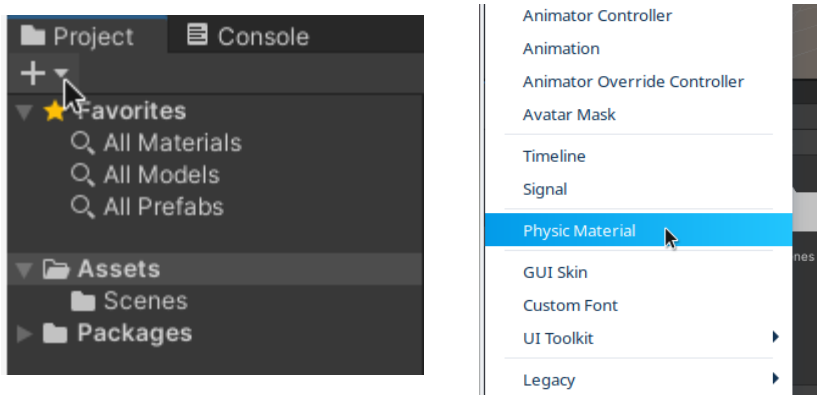 Project Console
Favorites
All Materials
All Models
All Prefabs
Assets
Scenes
Packages
Animator Controller
Animation
Animator Override Controller
Avatar Mask
Timeline
Signal
Physic Material
GUI Skin
Custom Font
UI Toolkit
Legacy
nes